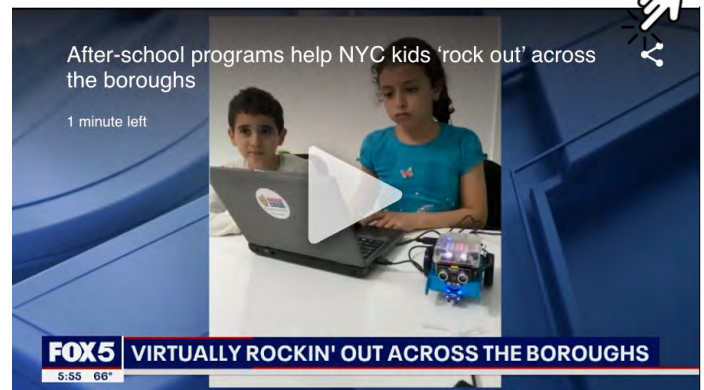 After-school programs help NYC kids ‘rock out’ across
the boroughs
1 minute left
FOX5
VIRTUALLY ROCKIN' OUT ACROSS THE BOROUGHS
5:55 66°